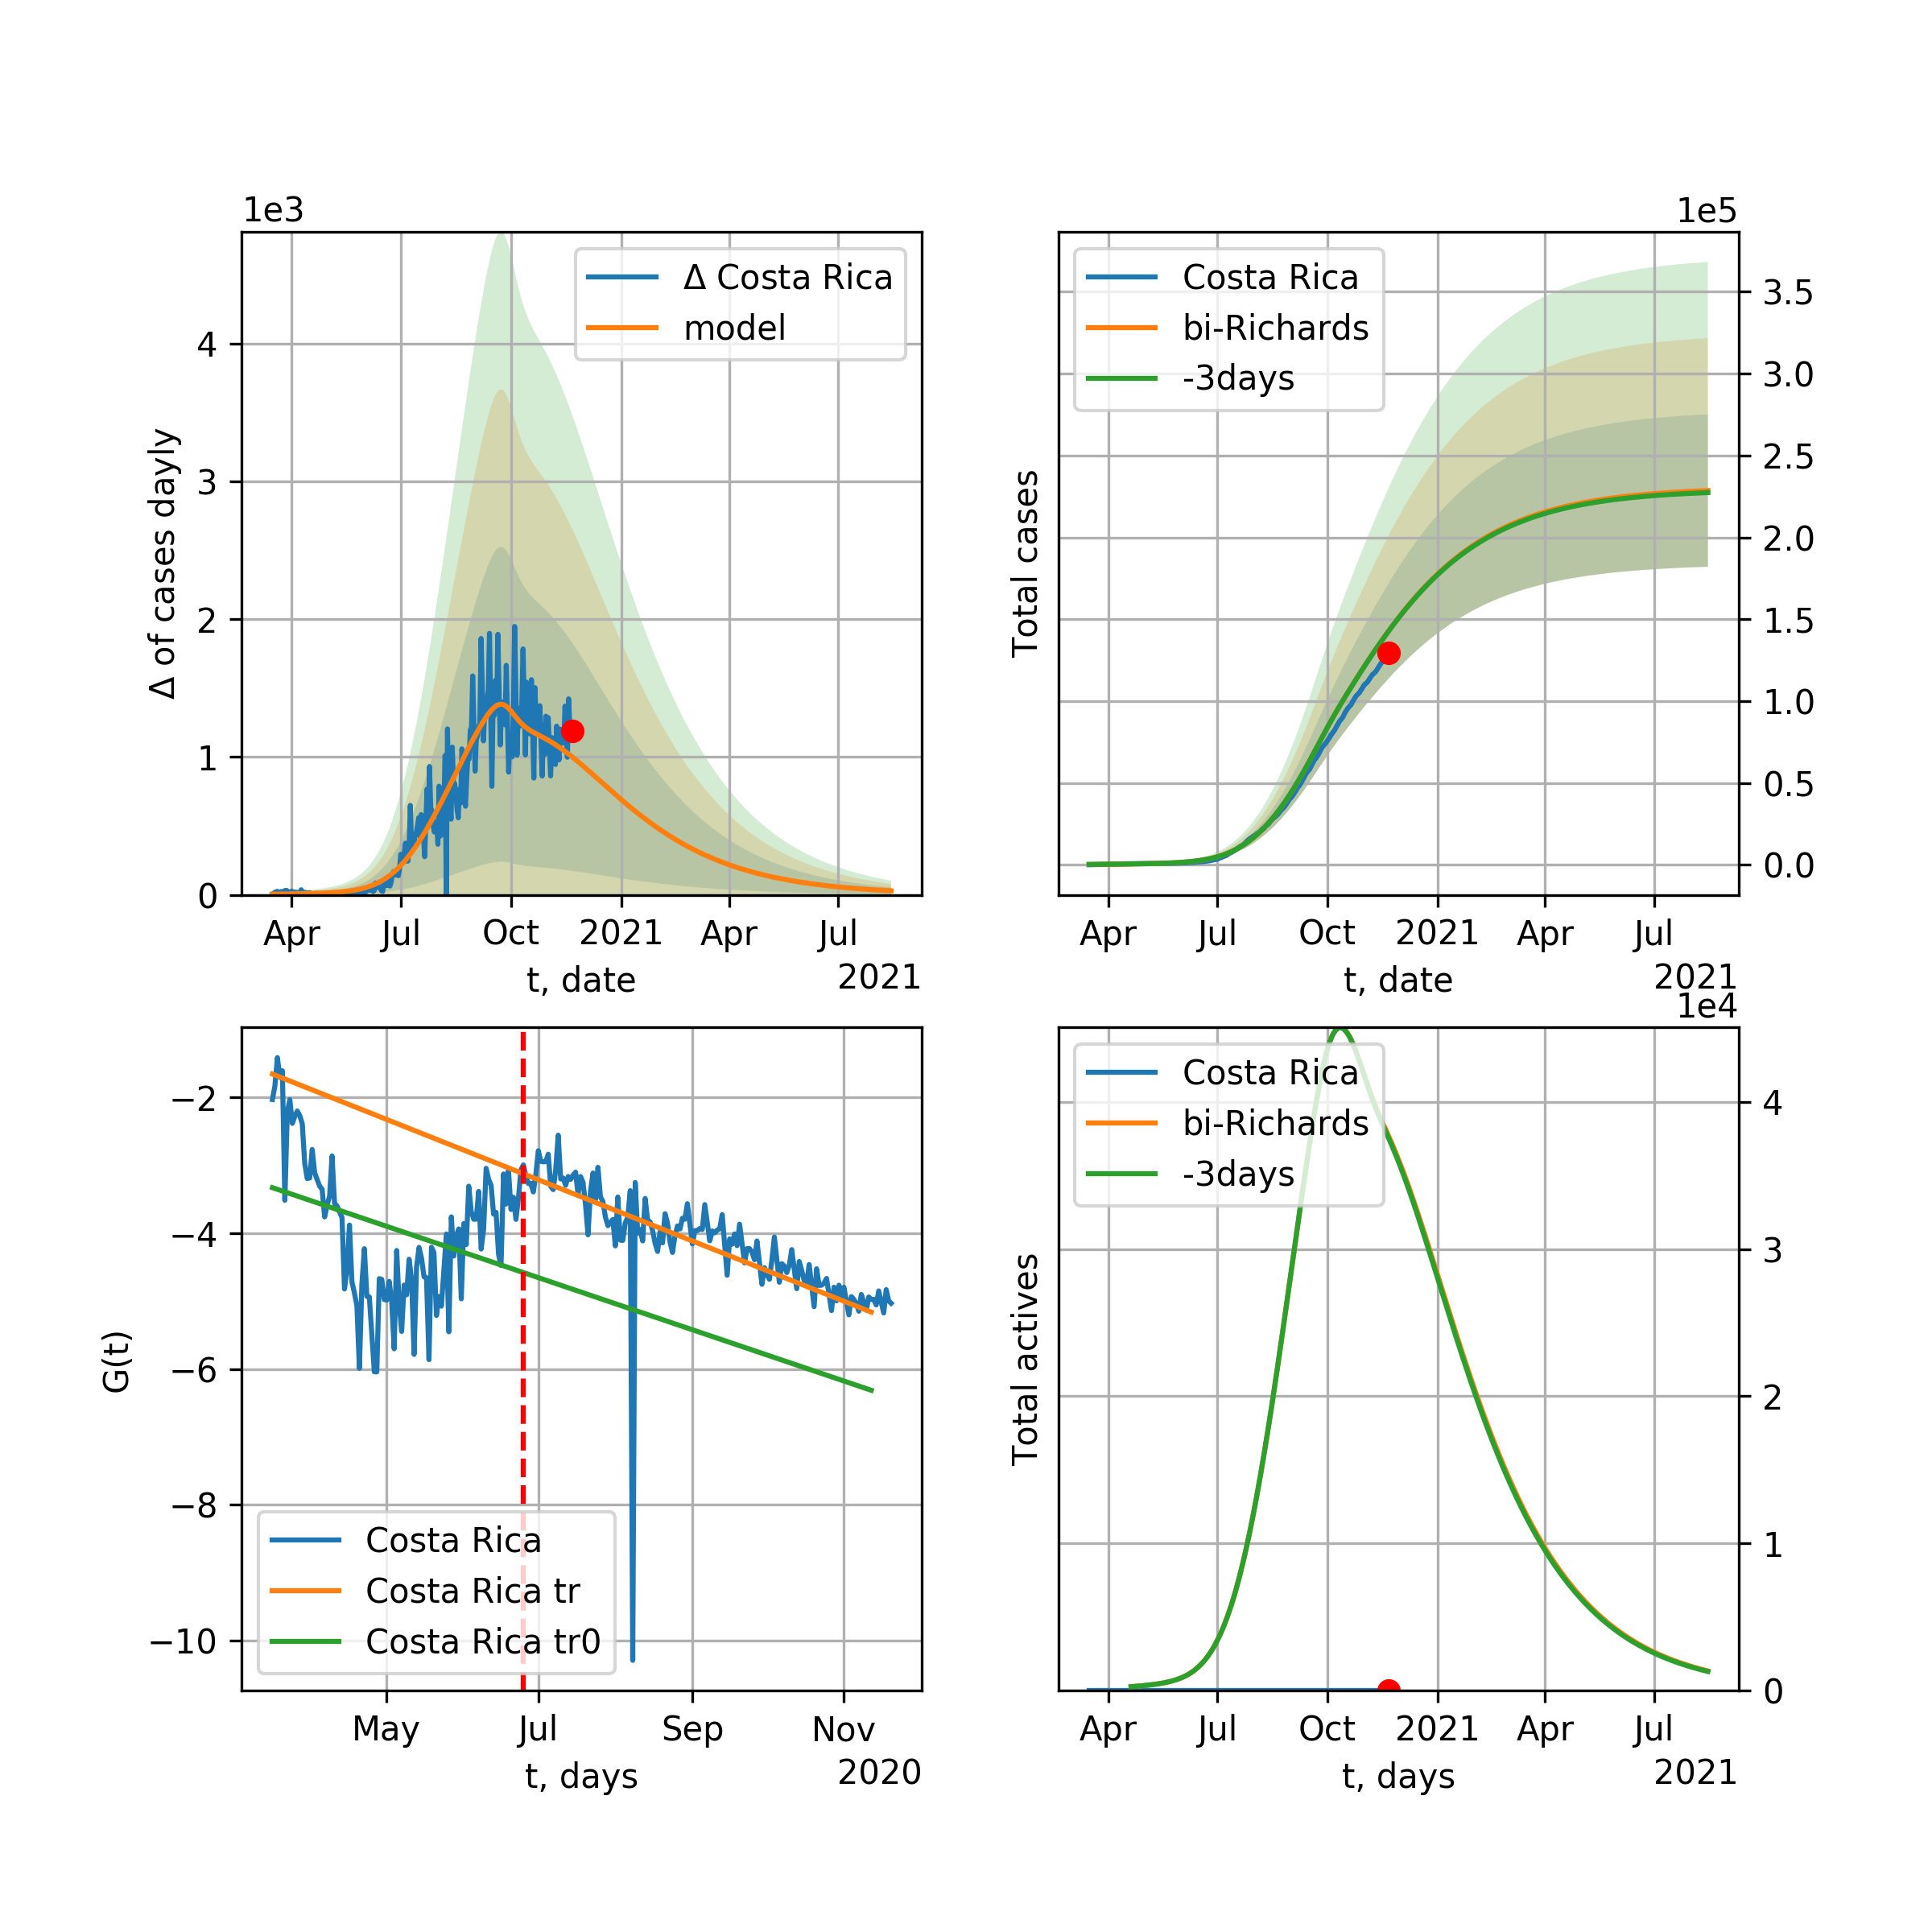 1e3
Δ Costa Rica
model
Δ of cases dayly
4
3
2
1
0
Apr
Jul
Oct
2021
Apr
Jul
t, date
2021
1e5
Costa Rica
bi-Richards
-3days
Total cases
3.5
3.0
2.5
2.0
1.5
1.0
0.5
0.0
Apr
Jul
Oct
2021
Apr
Jul
t, date
2021
G(t)
−2
−4
−6
−8
−10
Costa Rica
Costa Rica tr
Costa Rica tr0
May
Jul
Sep
Nov
t, days
2020
1e4
Costa Rica
bi-Richards
-3days
Total actives
4
3
2
1
0
Apr
Jul
Oct
2021
Apr
Jul
t, days
2021